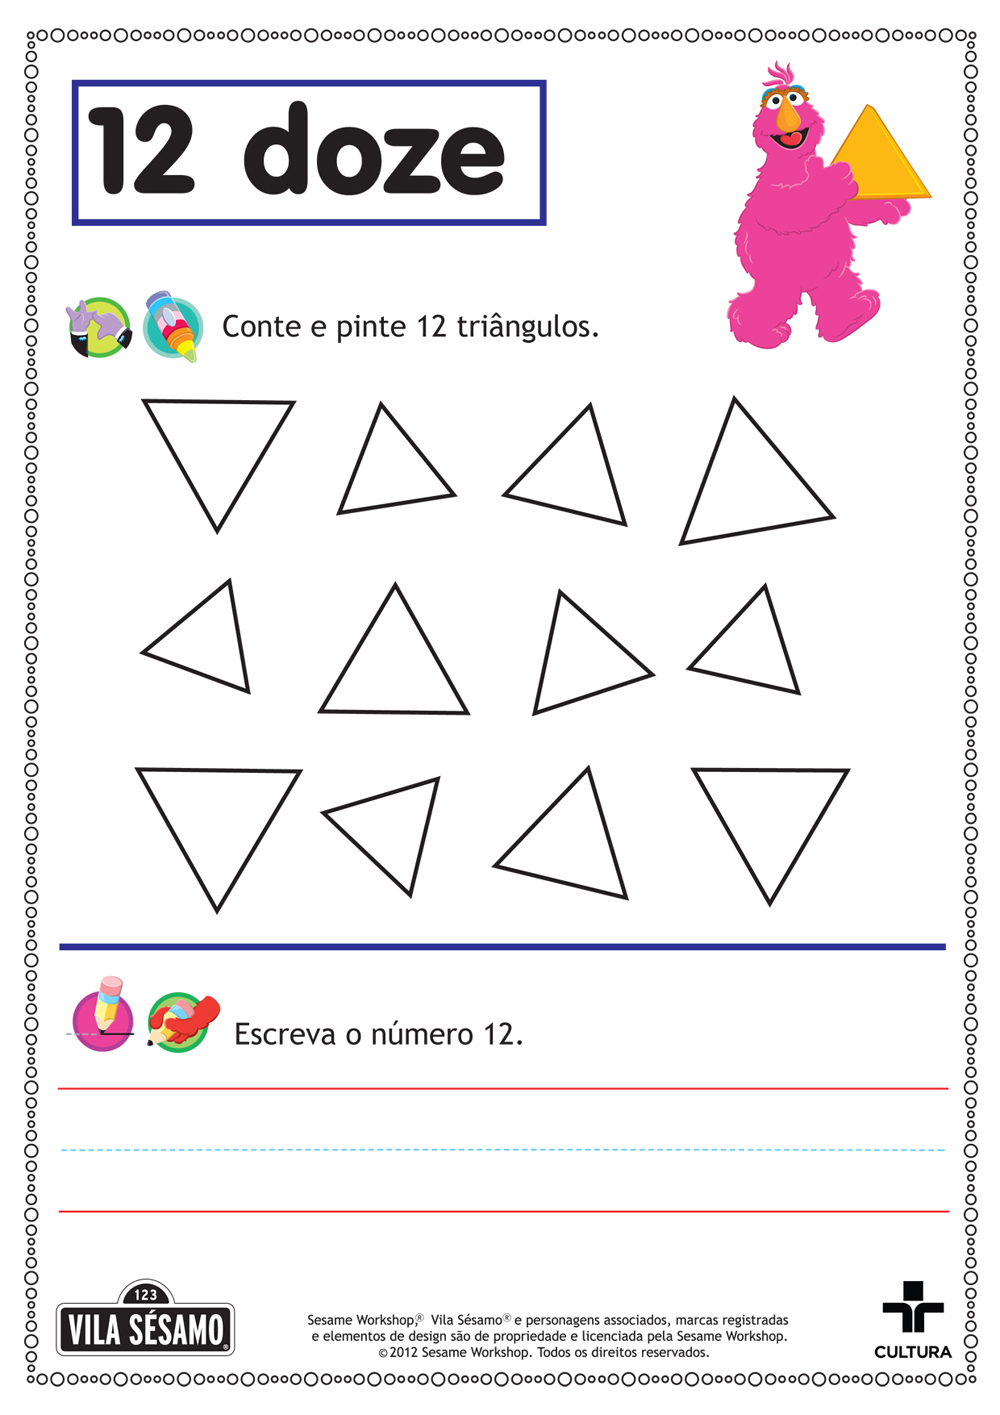 12 doze
Conte e pinte 12 triângulos.
Escreva o número 12.
123
VILA SÉSAMO®
Sesame Workshop,® Vila Sésamo® e personagens associados, marcas registradas
e elementos de design são de propriedade e licenciada pela Sesame Workshop.
©2012 Sesame Workshop. Todos os direitos reservados.
CULTURA